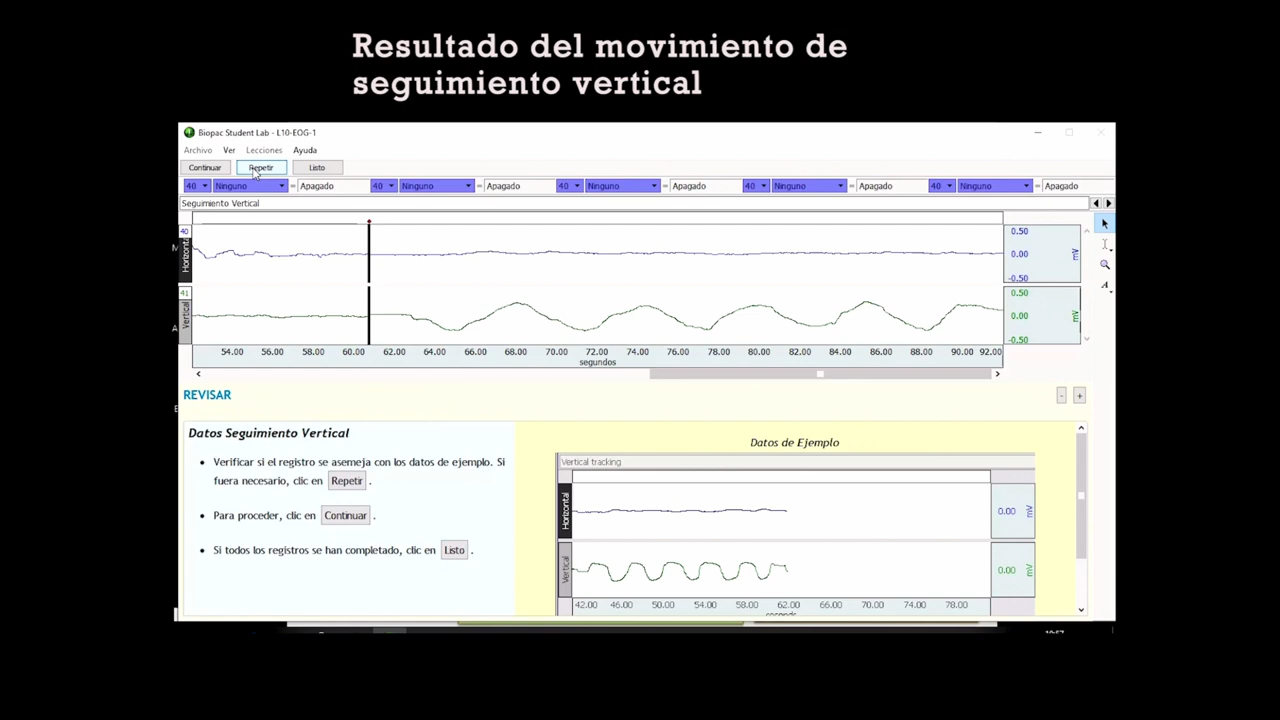 Resultado del movimiento de
seguimiento vertical
Biopac Student Lab - L10-EOG-1
Archivo Ver Lecciones Ayuda
Continuar Repetir Listo
40 Ninguno = Apagado 40 Ninguno = Apagado 40 Ninguno = Apagado 40 Ninguno = Apagado 40 Ninguno = Apagado
Seguimiento Vertical
40 Horizontal 0.50 0.00 -0.50 mV
41 Vertical 0.50 0.00 -0.50 mV
54.00 56.00 58.00 60.00 62.00 64.00 66.00 68.00 70.00 72.00 74.00 76.00 78.00 80.00 82.00 84.00 86.00 88.00 90.00 92.00
segundos
REVISAR - +
Datos Seguimiento Vertical
• Verificar si el registro se asemeja con los datos de ejemplo. Si
fuera necesario, clic en Repetir .
• Para proceder, clic en Continuar .
• Si todos los registros se han completado, clic en Listo .
Datos de Ejemplo
Vertical tracking
Horizontal 0.00 mV
Vertical 0.00 mV
42.00 46.00 50.00 54.00 58.00 62.00 66.00 70.00 74.00 78.00